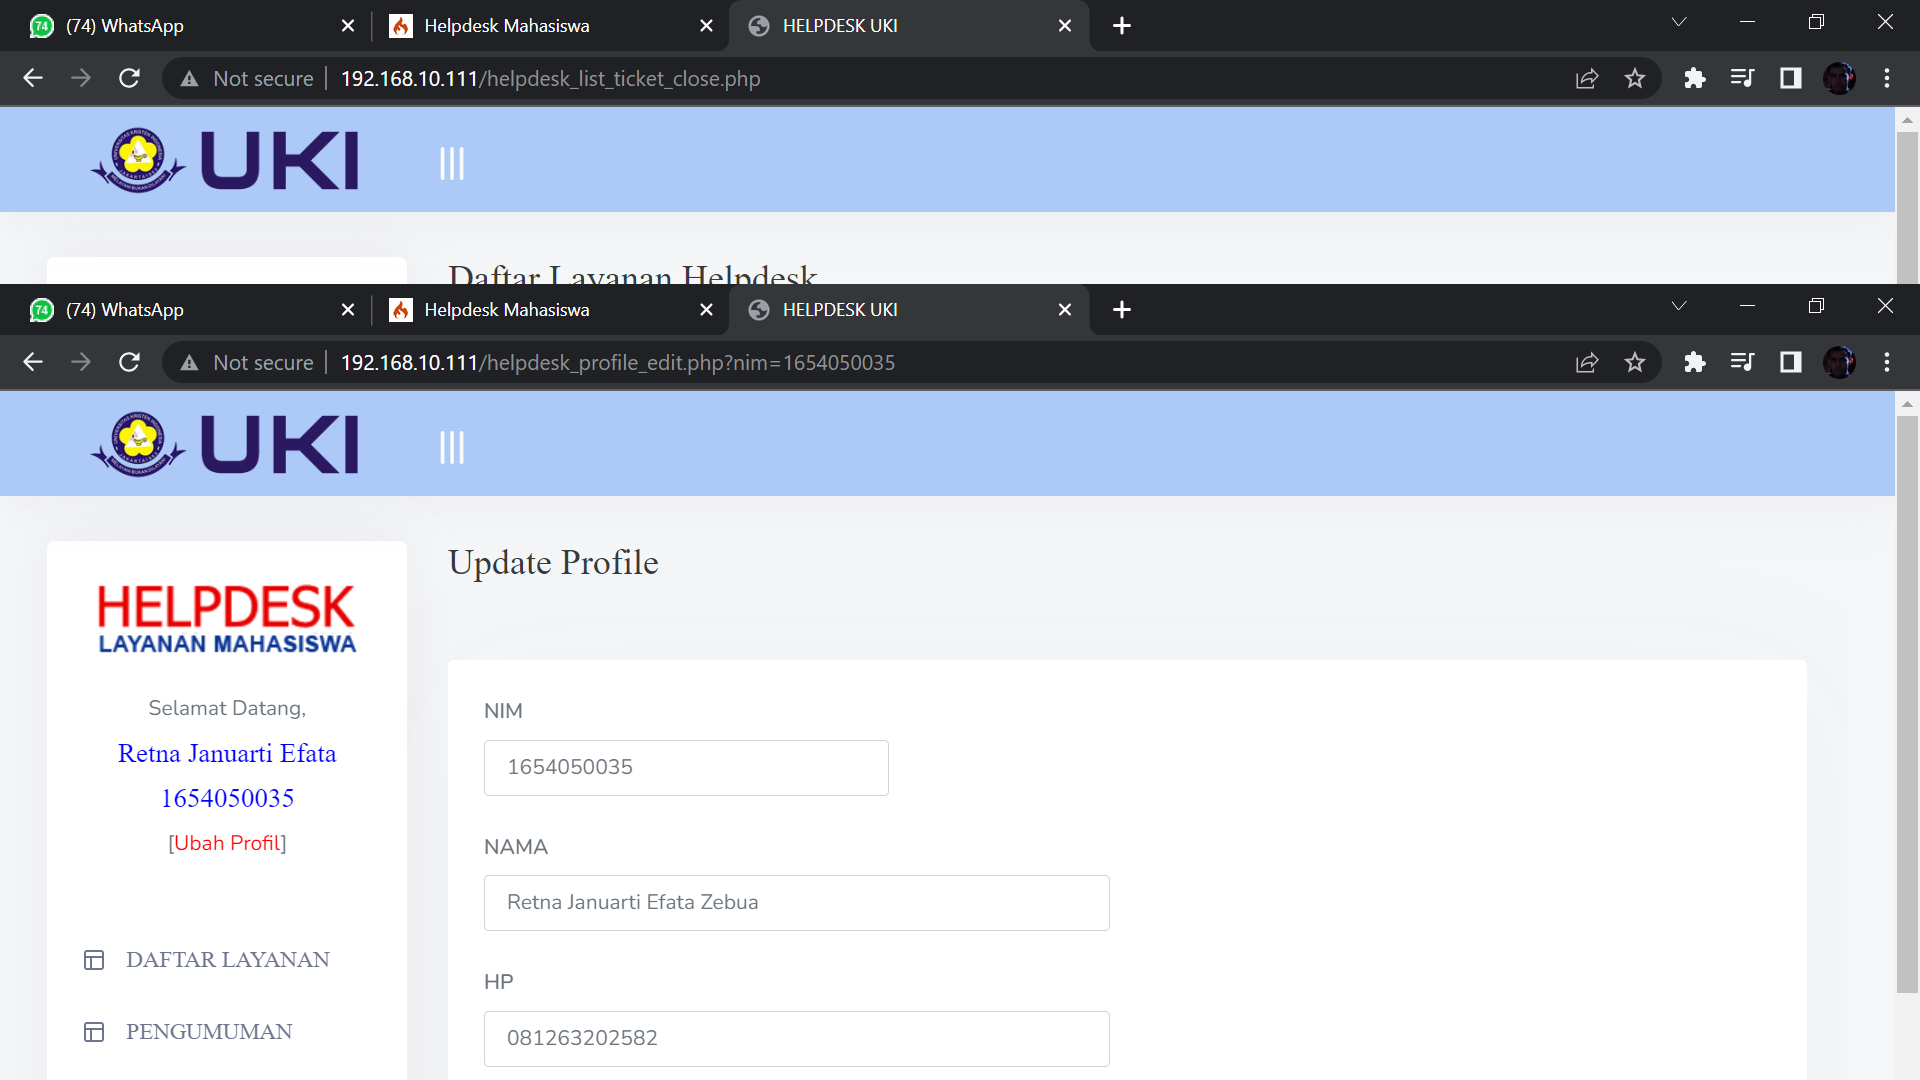 (74) WhatsApp
Helpdesk Mahasiswa
HELPDESK UKI
Not secure
192.168.10.111/helpdesk_list_ticket_close.php
UKI
Daftar Layanan Helpdesk
(74) WhatsApp
Helpdesk Mahasiswa
HELPDESK UKI
Not secure
192.168.10.111/helpdesk_profile_edit.php?nim=1654050035
UKI
HELPDESK
LAYANAN MAHASISWA
Selamat Datang,
Retna Januarti Efata
1654050035
[Ubah Profil]
DAFTAR LAYANAN
PENGUMUMAN
Update Profile
NIM
1654050035
NAMA
Retna Januarti Efata Zebua
HP
081263202582